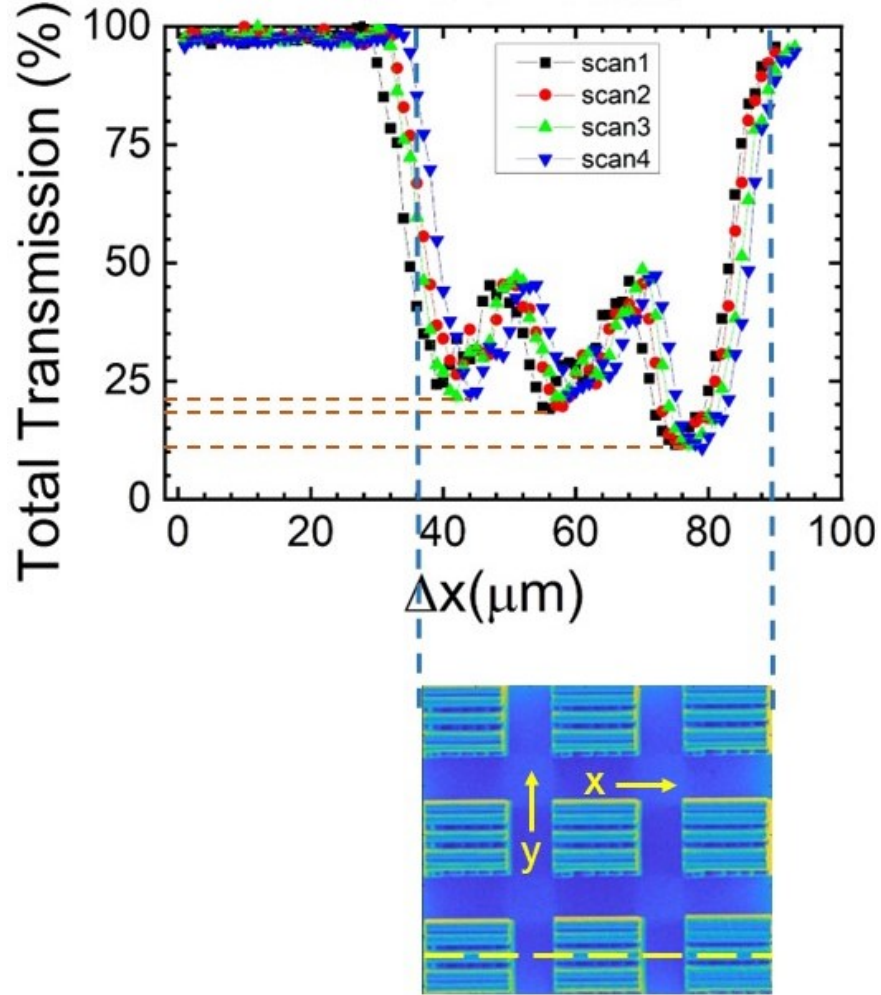 Total Transmission (%)
100
75
50
25
0
scan1
scan2
scan3
scan4
0 20 40 60 80 100
Δx(μm)
x
y